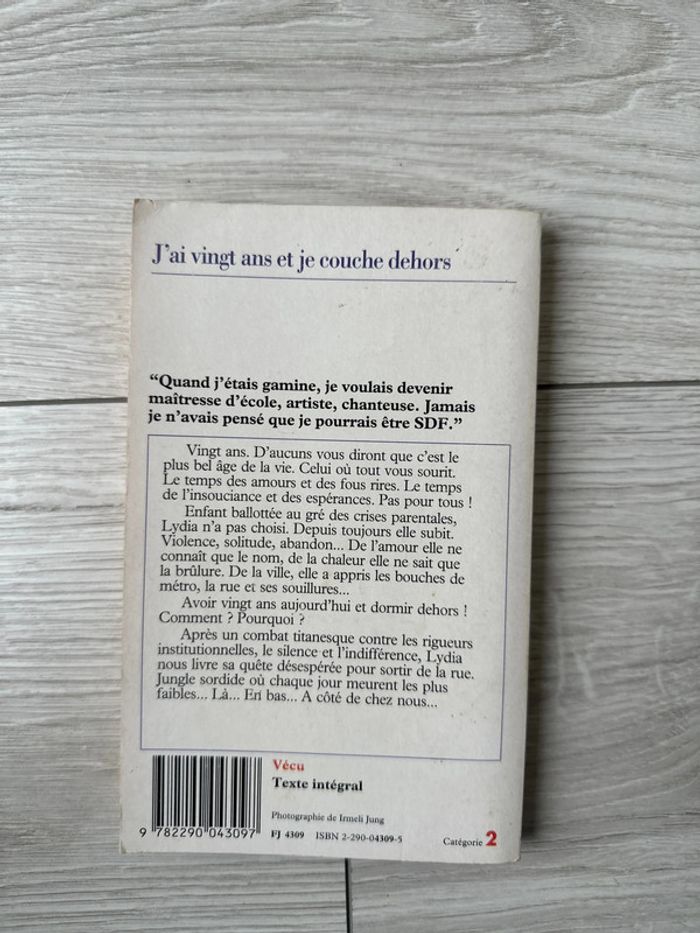 J'ai vingt ans et je couche dehors
“Quand j'étais gamine, je voulais devenir
maîtresse d'école, artiste, chanteuse. Jamais
je n'avais pensé que je pourrais être SDF.”
Vingt ans. D'aucuns vous diront que c'est le
plus bel âge de la vie. Celui où tout vous sourit.
Le temps des amours et des fous rires. Le temps
de l'insouciance et des espérances. Pas pour tous !
Enfant ballottée au gré des crises parentales,
Lydia n'a pas choisi. Depuis toujours elle subit.
Violence, solitude, abandon... De l'amour elle ne
connaît que le nom, de la chaleur elle ne sait que
la brûlure. De la ville, elle a appris les bouches de
métro, la rue et ses souillures...
Avoir vingt ans aujourd'hui et dormir dehors !
Comment ? Pourquoi ?
Après un combat titanesque contre les rigueurs
institutionnelles, le silence et l'indifférence, Lydia
nous livre sa quête désespérée pour sortir de la rue.
Jungle sordide où chaque jour meurent les plus
faibles... Là... En bas... A côté de chez nous...
Vécu
Texte intégral
Photographie de Irmeli Jung
FJ 4309 ISBN 2-290-04309-5
Catégorie 2
9 782290 043097